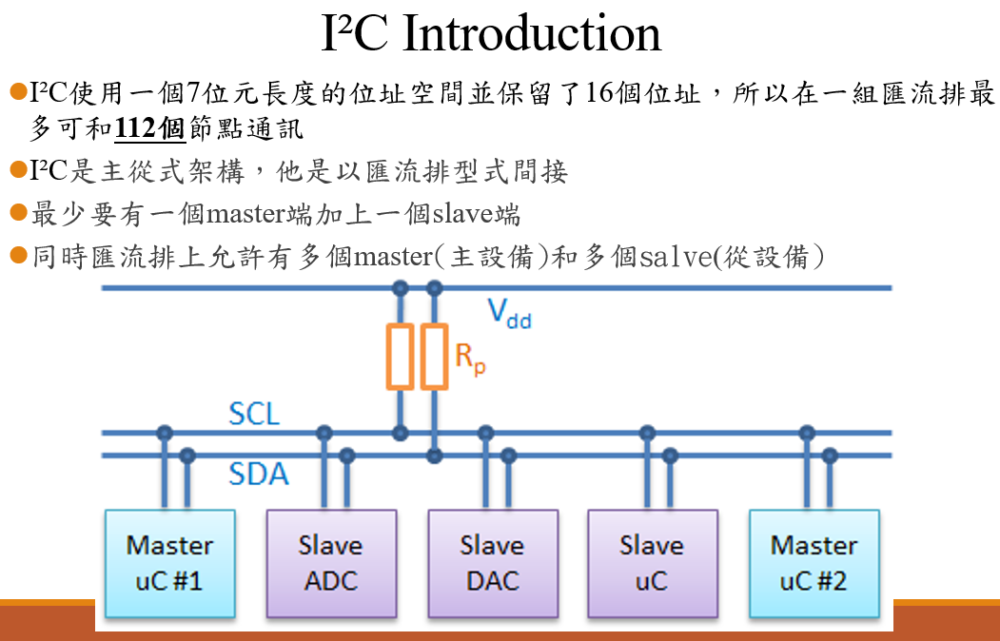 I²C Introduction
I²C使用一個7位元長度的位址空間並保留了16個位址，所以在一組匯流排最
多可和112個節點通訊
I²C是主從式架構，他是以匯流排型式間接
最少要有一個master端加上一個slave端
同時匯流排上允許有多個master(主設備)和多個salve(從設備)
Vdd
Rp
SCL
SDA
Master
uC #1
Slave
ADC
Slave
DAC
Slave
uC
Master
uC #2